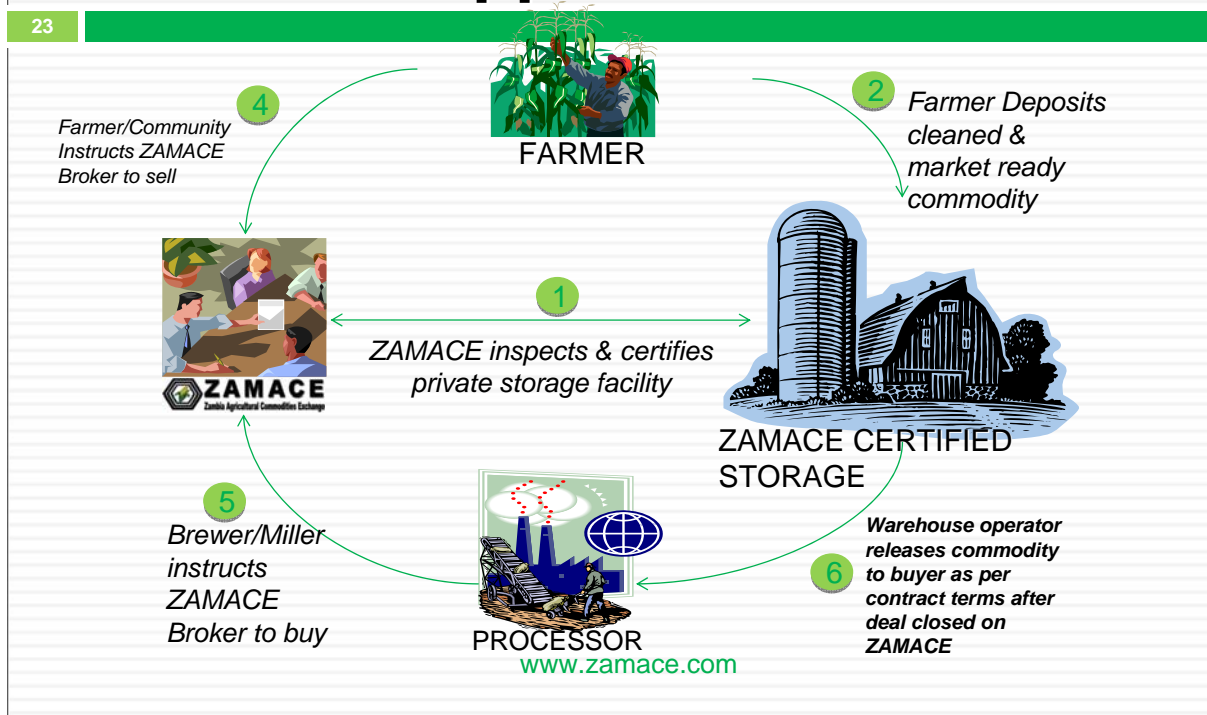 23
4
Farmer/Community
Instructs ZAMACE
Broker to sell
FARMER
2
Farmer Deposits
cleaned &
market ready
commodity
1
ZAMACE inspects & certifies
private storage facility
ZAMACE
Zambia Agricultural Commodities Exchange
ZAMACE CERTIFIED
STORAGE
5
Brewer/Miller
instructs
ZAMACE
Broker to buy
PROCESSOR
6
Warehouse operator
releases commodity
to buyer as per
contract terms after
deal closed on
ZAMACE
www.zamace.com